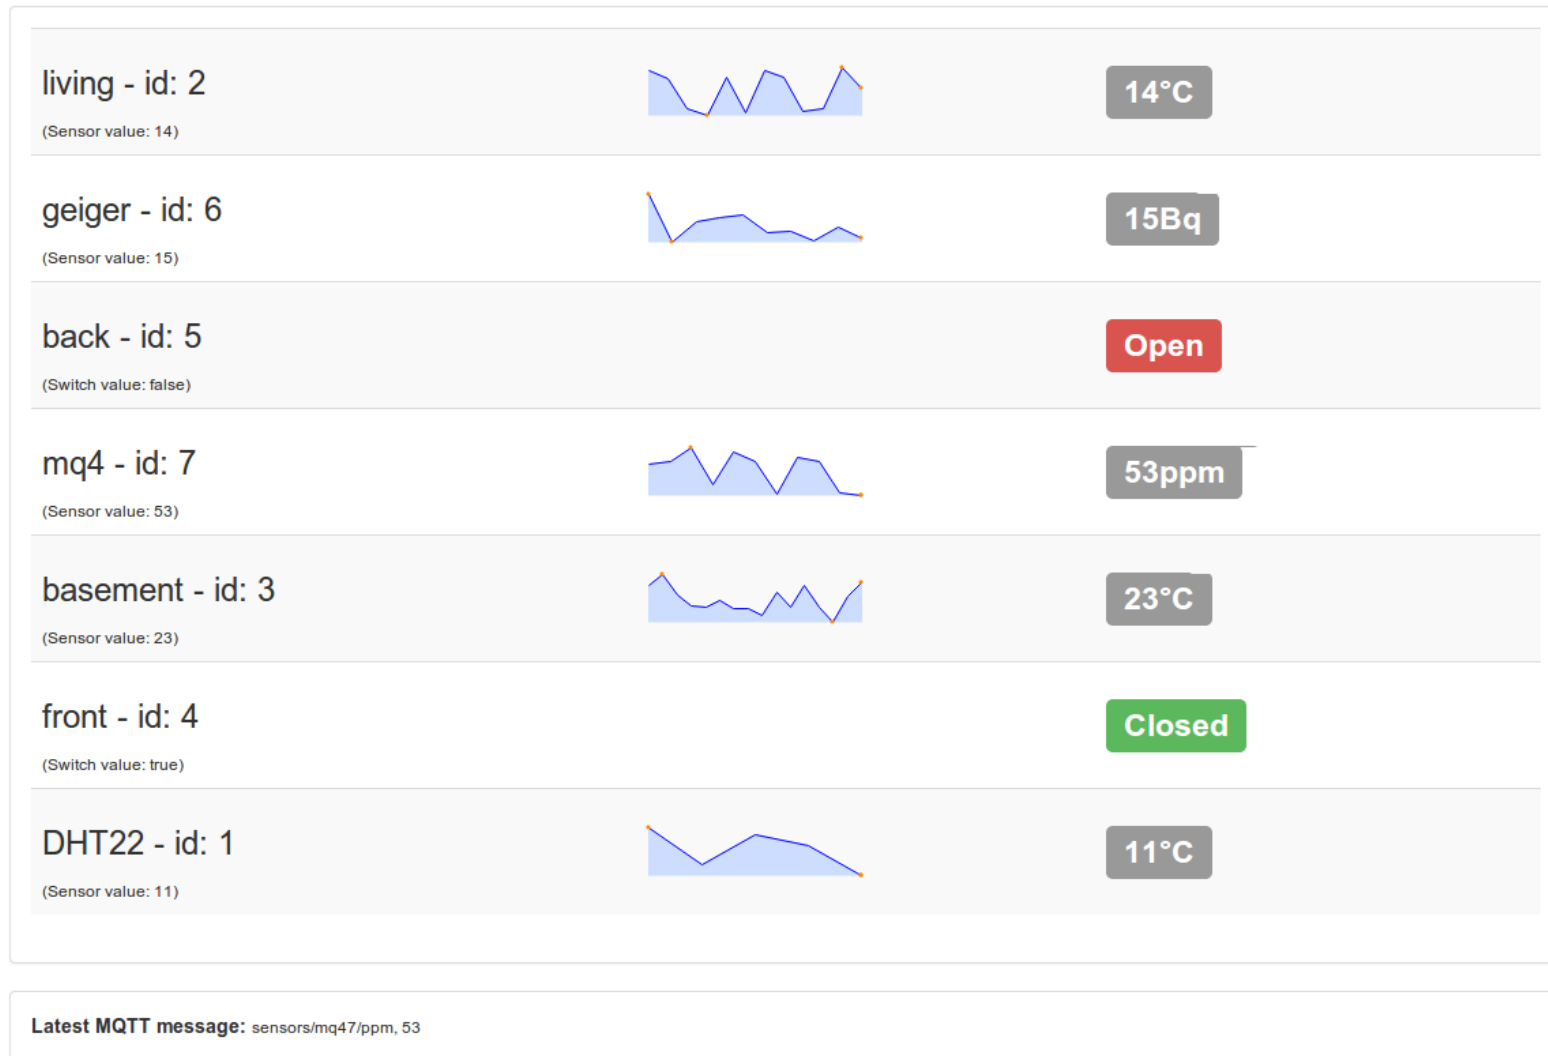 living - id: 2
14°C
(Sensor value: 14)
geiger - id: 6
15Bq
(Sensor value: 15)
back - id: 5
Open
(Switch value: false)
mq4 - id: 7
53ppm
(Sensor value: 53)
basement - id: 3
23°C
(Sensor value: 23)
front - id: 4
Closed
(Switch value: true)
DHT22 - id: 1
11°C
(Sensor value: 11)
Latest MQTT message: sensors/mq47/ppm, 53